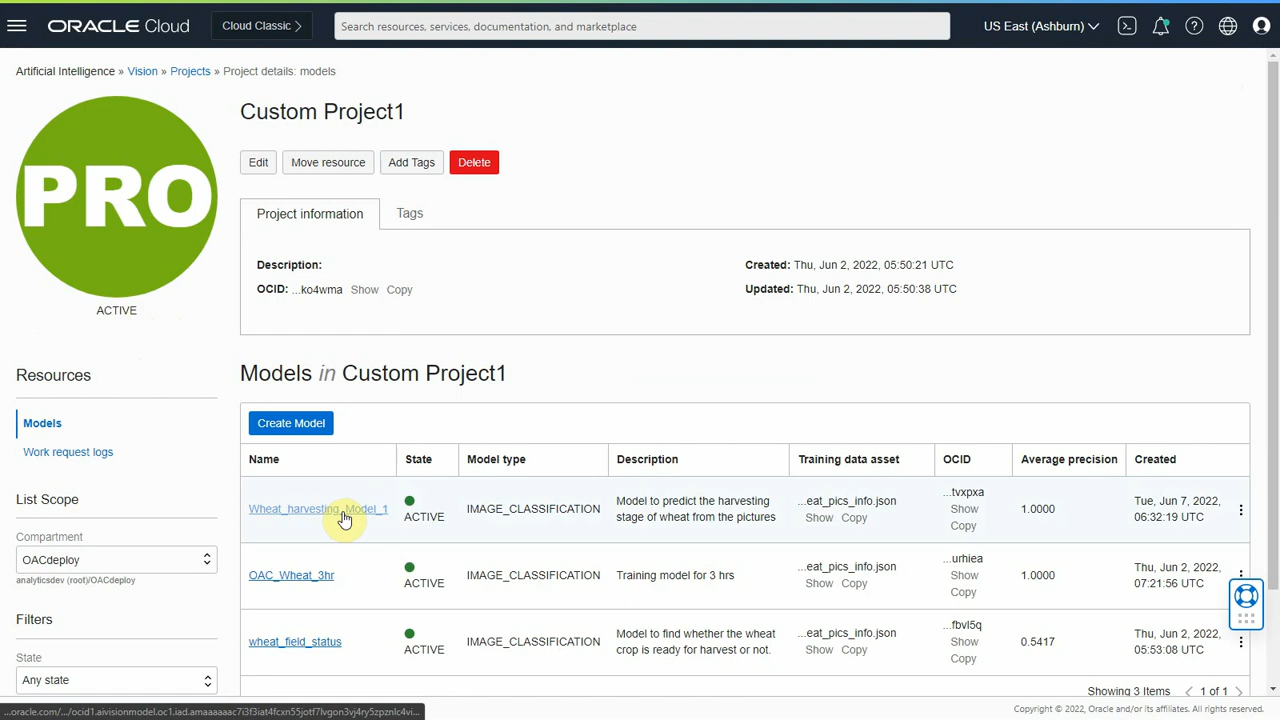 ORACLE Cloud
Cloud Classic
Search resources, services, documentation, and marketplace
US East (Ashburn)
Artificial Intelligence » Vision » Projects » Project details: models
PRO
ACTIVE
Custom Project1
Edit
Move resource
Add Tags
Delete
Project information
Tags
Description:
Created: Thu, Jun 2, 2022, 05:50:21 UTC
OCID: ...ko4wma Show Copy
Updated: Thu, Jun 2, 2022, 05:50:38 UTC
Resources
Models
Work request logs
List Scope
Compartment
OACdeploy
analyticsdev (root)/OACdeploy
Filters
State
Any state
Models in Custom Project1
Create Model
Name State Model type Description Training data asset OCID Average precision Created
Wheat_harvesting_Model_1
ACTIVE
IMAGE_CLASSIFICATION
Model to predict the harvesting
stage of wheat from the pictures
...eat_pics_info.json
Show Copy
...tvxpxa
Show
Copy
1.0000
Tue, Jun 7, 2022,
06:32:19 UTC
OAC_Wheat_3hr
ACTIVE
IMAGE_CLASSIFICATION
Training model for 3 hrs
...eat_pics_info.json
Show Copy
...urhiea
Show
Copy
1.0000
Thu, Jun 2, 2022,
07:21:56 UTC
wheat_field_status
ACTIVE
IMAGE_CLASSIFICATION
Model to find whether the wheat
crop is ready for harvest or not.
...eat_pics_info.json
Show Copy
...fbvl5q
Show
Copy
0.5417
Thu, Jun 2, 2022,
05:53:08 UTC
Showing 3 Items
1 of 1
Copyright © 2022, Oracle and/or its affiliates. All rights reserved.